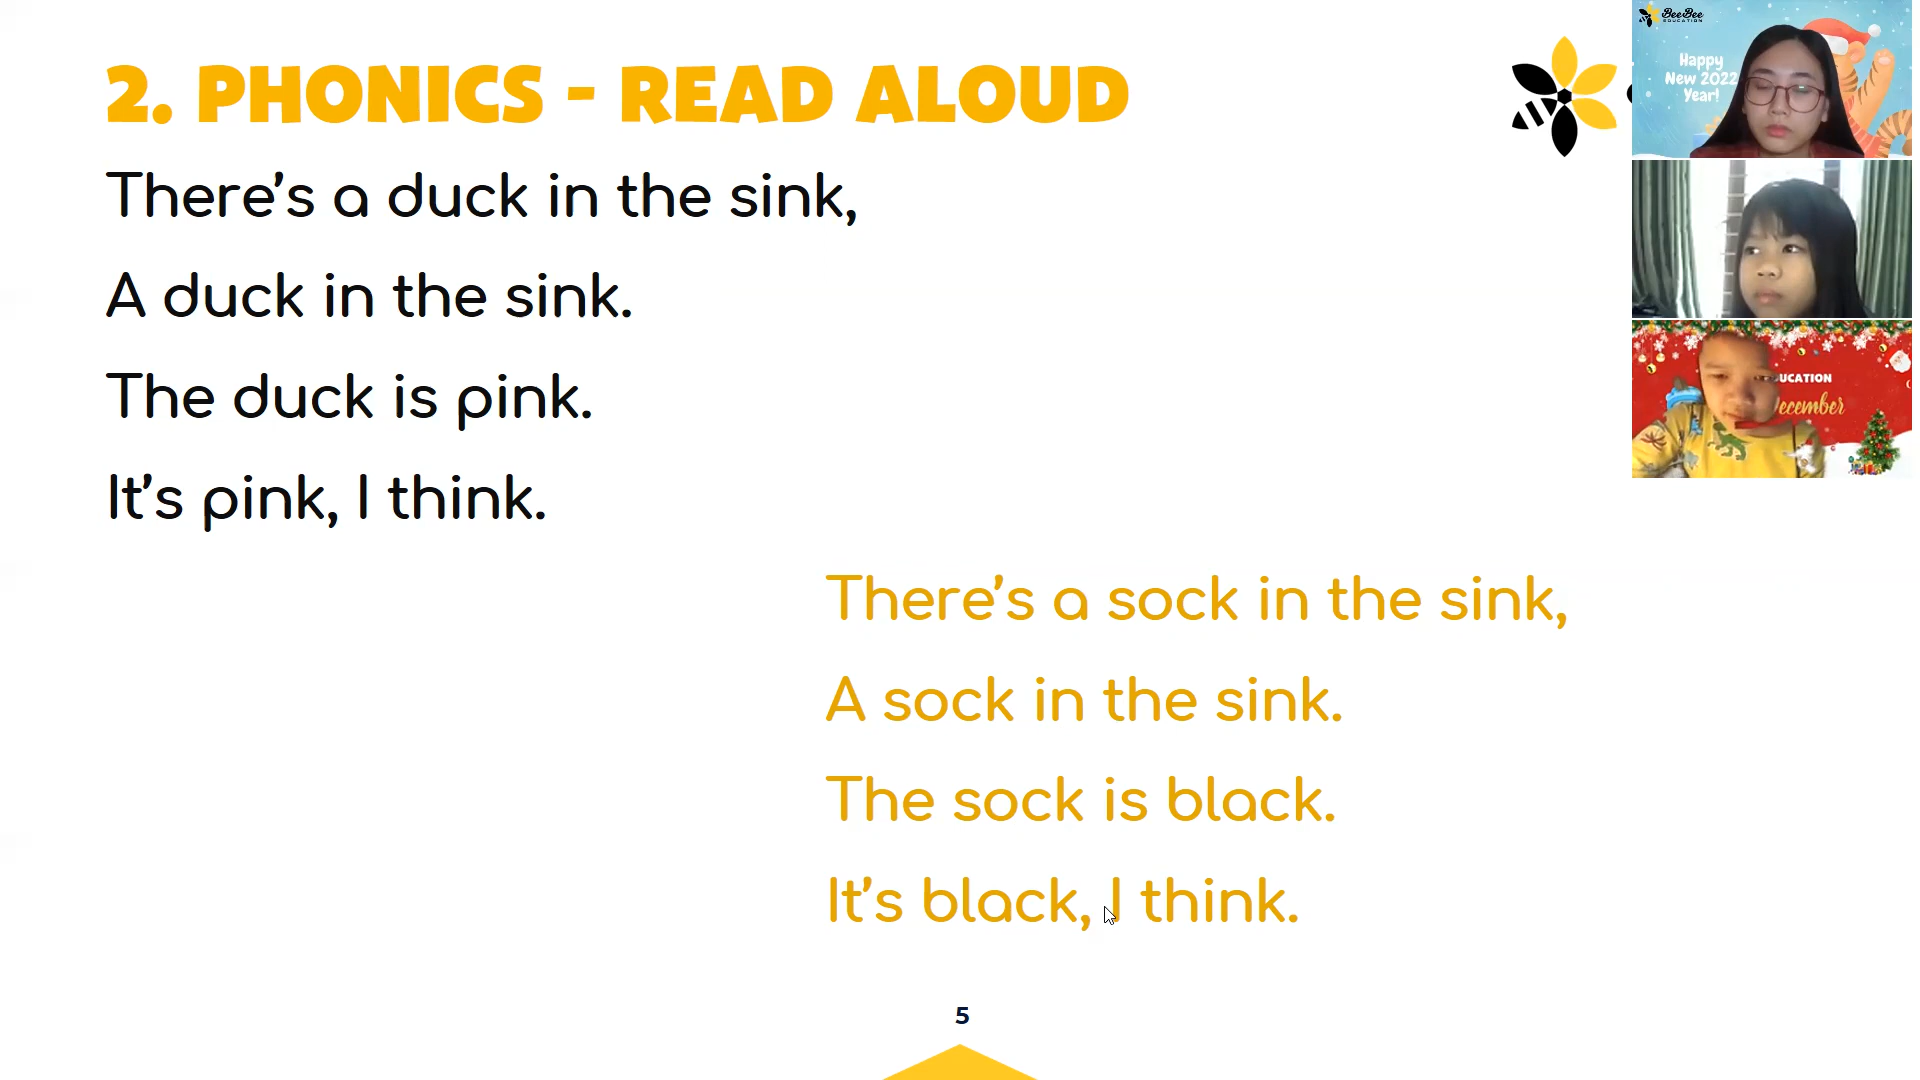 2. PHONICS - READ ALOUD
There's a duck in the sink,
A duck in the sink.
The duck is pink.
It's pink, I think.
There's a sock in the sink,
A sock in the sink.
The sock is black.
It's black, I think.
5
BeeBee
EDUCATION
Happy
New 2022
Year!
UCATION
ecember